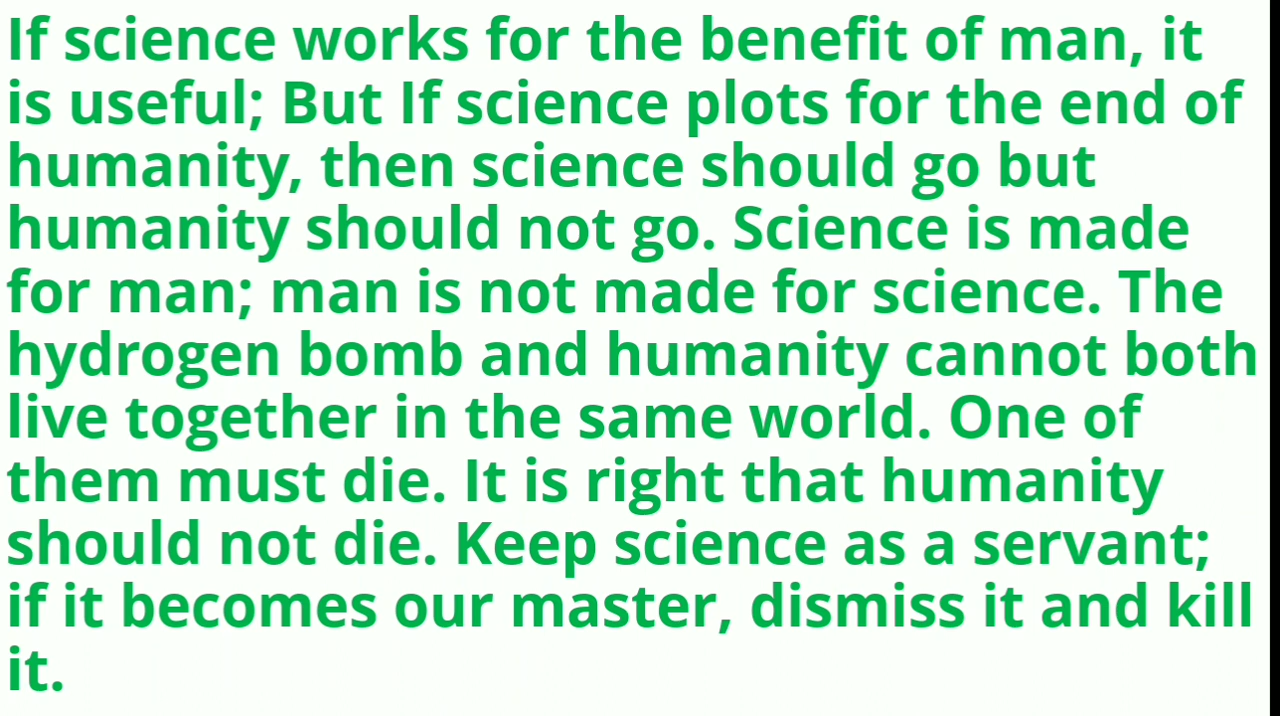 If science works for the benefit of man, it
is useful; But If science plots for the end of
humanity, then science should go but
humanity should not go. Science is made
for man; man is not made for science. The
hydrogen bomb and humanity cannot both
live together in the same world. One of
them must die. It is right that humanity
should not die. Keep science as a servant;
if it becomes our master, dismiss it and kill
it.